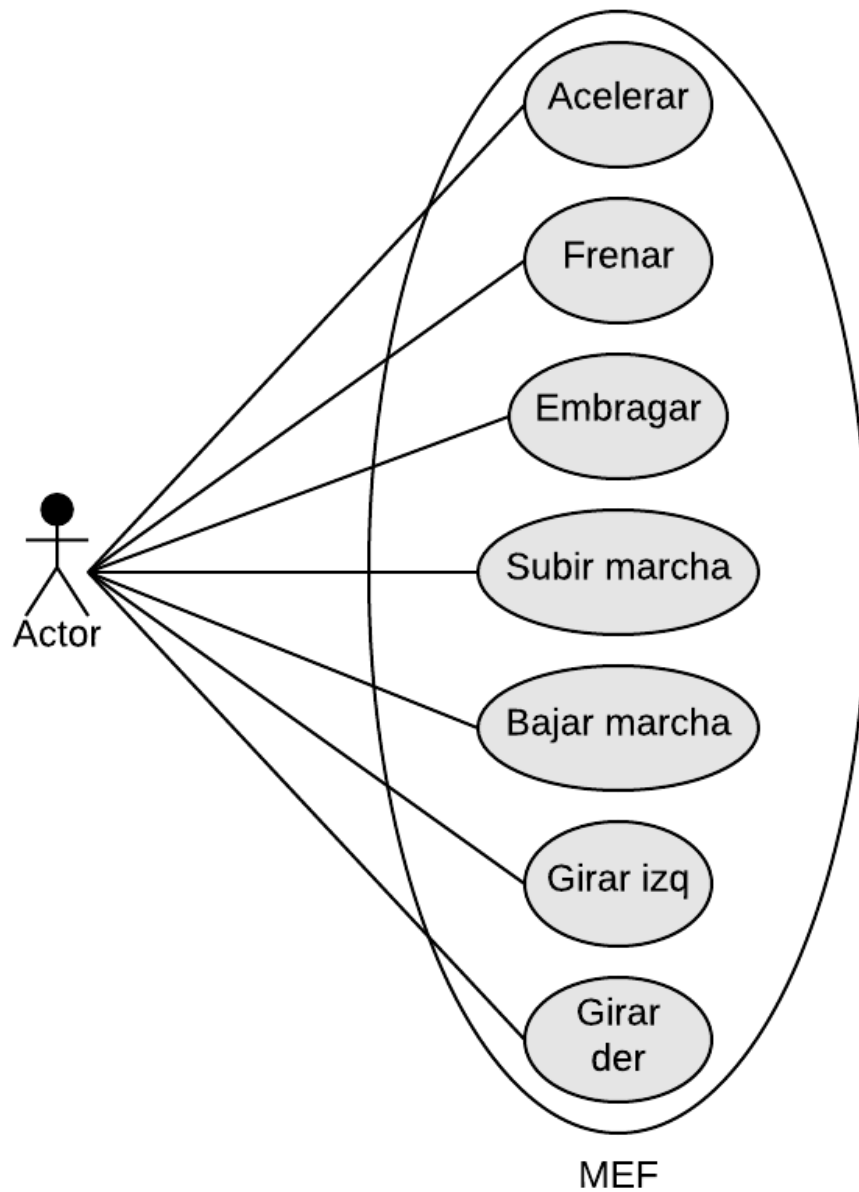 Acelerar
Frenar
Embragar
Subir marcha
Actor
Bajar marcha
Girar izq
Girar
der
MEF